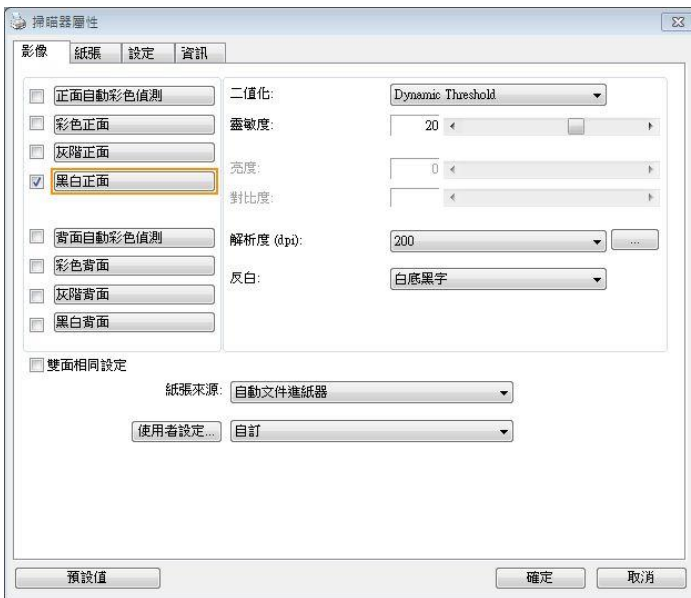 掃瞄器屬性
影像 紙張 設定 資訊
正面自動彩色偵測 二值化: Dynamic Threshold
彩色正面 靈敏度: 20
灰階正面
亮度: 0
黑白正面
對比度:
背面自動彩色偵測 解析度 (dpi): 200 ...
彩色背面
反白: 白底黑字
灰階背面
黑白背面
雙面相同設定
紙張來源: 自動文件進紙器
使用者設定... 自訂
預設值 確定 取消